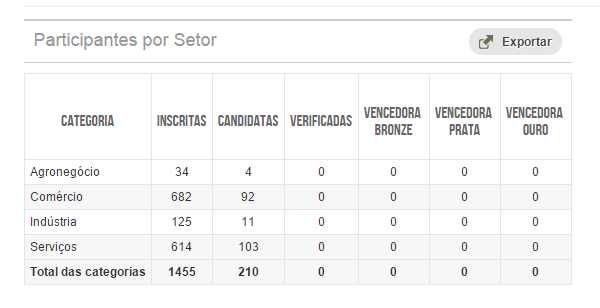 Participantes por Setor
Exportar
CATEGORIA INSCRITAS CANDIDATAS VERIFICADAS VENCEDORA BRONZE VENCEDORA PRATA VENCEDORA OURO
Agronegócio 34 4 0 0 0 0
Comércio 682 92 0 0 0 0
Indústria 125 11 0 0 0 0
Serviços 614 103 0 0 0 0
Total das categorias 1455 210 0 0 0 0